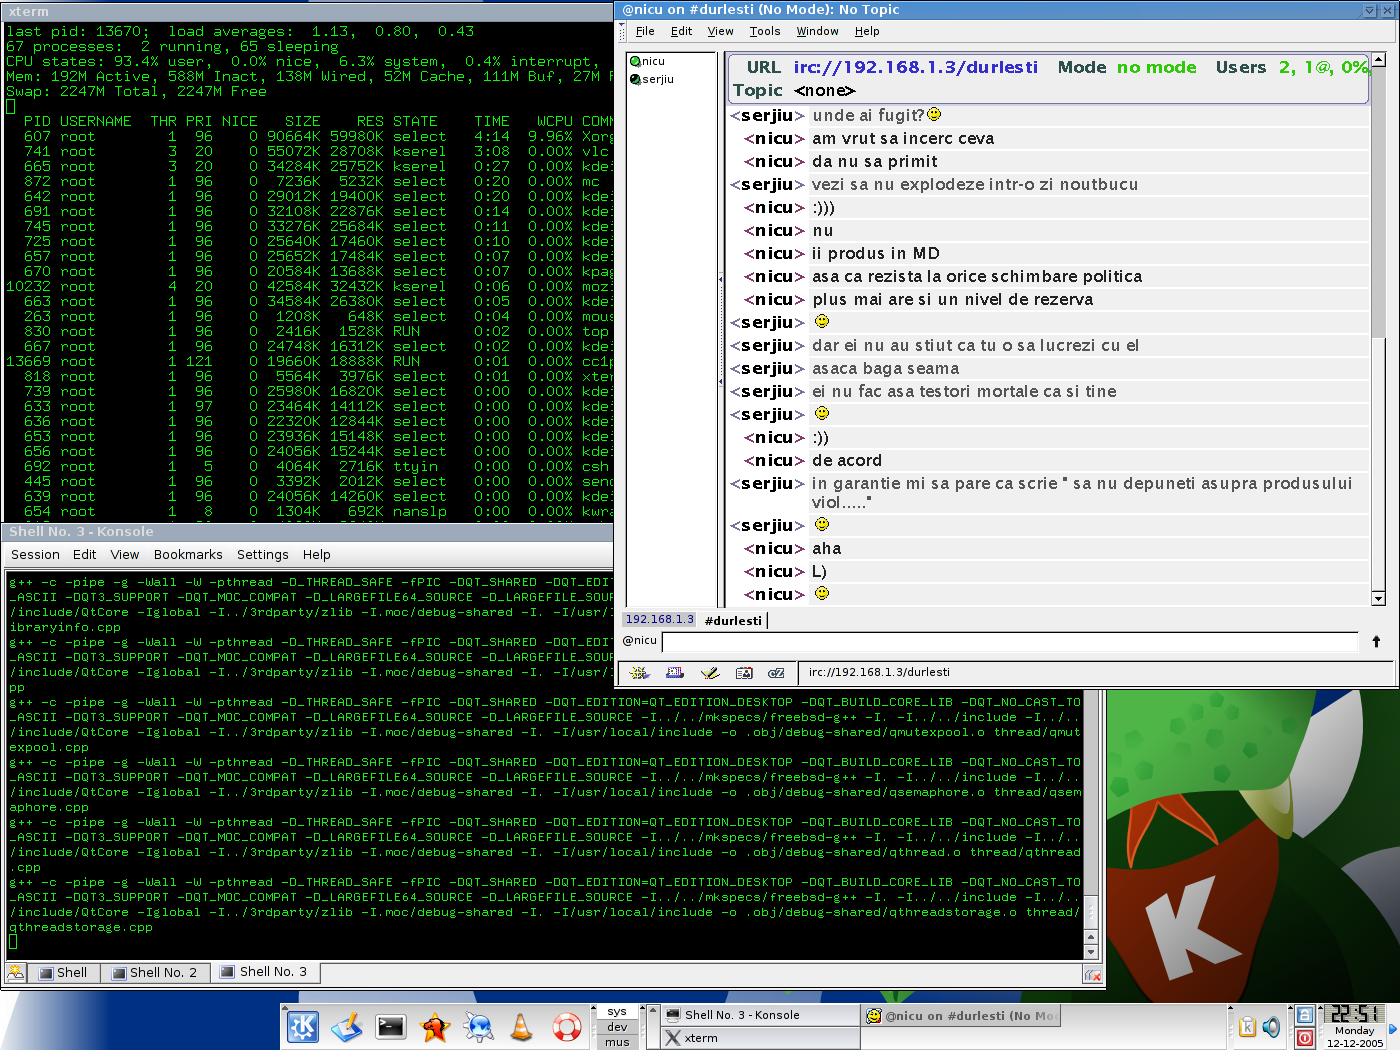 xterm
last pid: 13670;  load averages:  1.13,  0.80,  0.43
67 processes:  2 running, 65 sleeping
CPU states: 93.4% user,  0.0% nice,  6.3% system,  0.4% interrupt,
Mem: 192M Active, 588M Inact, 138M Wired, 52M Cache, 111M Buf, 27M F
Swap: 2247M Total, 2247M Free
PID USERNAME THR PRI NICE SIZE RES STATE TIME WCPU COMM
607 root 1 96 0 90664K 59980K select 4:14 9.96% Xorg
741 root 3 20 0 55072K 28708K kserel 3:08 0.00% vlc
665 root 3 20 0 34284K 25752K kserel 0:27 0.00% kdei
872 root 1 96 0 7236K 5232K select 0:20 0.00% mc
642 root 1 96 0 29012K 19400K select 0:20 0.00% kdei
691 root 1 96 0 32108K 22876K select 0:14 0.00% kdei
745 root 1 96 0 33276K 25684K select 0:11 0.00% kdei
725 root 1 96 0 25640K 17460K select 0:10 0.00% kdei
657 root 1 96 0 25652K 17484K select 0:07 0.00% kdei
670 root 1 96 0 20584K 13688K select 0:07 0.00% kpag
10232 root 4 20 0 42584K 32432K kserel 0:06 0.00% moz
663 root 1 96 0 34584K 26380K select 0:05 0.00% kdei
263 root 1 96 0 1208K 648K select 0:04 0.00% mous
830 root 1 96 0 2416K 1528K RUN 0:02 0.00% top
667 root 1 96 0 24748K 16312K select 0:02 0.00% kdei
13669 root 1 121 0 19660K 18888K RUN 0:01 0.00% cc1p
818 root 1 96 0 5564K 3976K select 0:01 0.00% xter
739 root 1 96 0 25980K 16820K select 0:00 0.00% kdei
633 root 1 97 0 23464K 14112K select 0:00 0.00% kdei
636 root 1 96 0 22320K 12844K select 0:00 0.00% kdei
653 root 1 96 0 23936K 15148K select 0:00 0.00% kdei
656 root 1 96 0 24056K 15244K select 0:00 0.00% kdei
692 root 1 5 0 4064K 2716K ttyin 0:00 0.00% csh
445 root 1 96 0 3392K 2012K select 0:00 0.00% send
639 root 1 96 0 24056K 14260K select 0:00 0.00% kdei
654 root 1 8 0 1304K 692K nanslp 0:00 0.00% kwra
@nicu on #durlesti (No Mode): No Topic
File Edit View Tools Window Help
nicu
serjiu
URL irc://192.168.1.3/durlesti Mode no mode Users 2, 1@, 0%,
Topic <none>
<serjiu> unde ai fugit?
<nicu> am vrut sa incerc ceva
<nicu> da nu sa primit
<serjiu> vezi sa nu explodeze intr-o zi noutbucu
<nicu> :)))
<nicu> nu
<nicu> ii produs in MD
<nicu> asa ca rezista la orice schimbare politica
<nicu> plus mai are si un nivel de rezerva
<serjiu>
<serjiu> dar ei nu au stiut ca tu o sa lucrezi cu el
<serjiu> asaca baga seama
<serjiu> ei nu fac asa testori mortale ca si tine
<serjiu>
<nicu> :))
<nicu> de acord
<serjiu> in garantie mi sa pare ca scrie " sa nu depuneti asupra produsului
viol....."
<serjiu>
<nicu> aha
<nicu> L)
<nicu>
192.168.1.3 #durlesti
@nicu
cZ irc://192.168.1.3/durlesti
Shell No. 3 - Konsole
Session Edit View Bookmarks Settings Help
g++ -c -pipe -g -Wall -W -pthread -D_THREAD_SAFE -fPIC -DQT_SHARED -DQT_EDIT
_ASCII -DQT3_SUPPORT -DQT_MOC_COMPAT -D_LARGEFILE64_SOURCE -D_LARGEFILE_SOUR
/include/QtCore -Iglobal -I../3rdparty/zlib -I.moc/debug-shared -I. -I/usr/l
ibraryinfo.cpp
g++ -c -pipe -g -Wall -W -pthread -D_THREAD_SAFE -fPIC -DQT_SHARED -DQT_EDIT
_ASCII -DQT3_SUPPORT -DQT_MOC_COMPAT -D_LARGEFILE64_SOURCE -D_LARGEFILE_SOUR
/include/QtCore -Iglobal -I../3rdparty/zlib -I.moc/debug-shared -I. -I/usr/l
pp
g++ -c -pipe -g -Wall -W -pthread -D_THREAD_SAFE -fPIC -DQT_SHARED -DQT_EDITION=QT_EDITION_DESKTOP -DQT_BUILD_CORE_LIB -DQT_NO_CAST_TO
_ASCII -DQT3_SUPPORT -DQT_MOC_COMPAT -D_LARGEFILE64_SOURCE -D_LARGEFILE_SOURCE -I../../mkspecs/freebsd-g++ -I. -I../../include -I../..
/include/QtCore -Iglobal -I../3rdparty/zlib -I.moc/debug-shared -I. -I/usr/local/include -o .obj/debug-shared/qmutexpool.o thread/qmut
expool.cpp
g++ -c -pipe -g -Wall -W -pthread -D_THREAD_SAFE -fPIC -DQT_SHARED -DQT_EDITION=QT_EDITION_DESKTOP -DQT_BUILD_CORE_LIB -DQT_NO_CAST_TO
_ASCII -DQT3_SUPPORT -DQT_MOC_COMPAT -D_LARGEFILE64_SOURCE -D_LARGEFILE_SOURCE -I../../mkspecs/freebsd-g++ -I. -I../../include -I../..
/include/QtCore -Iglobal -I../3rdparty/zlib -I.moc/debug-shared -I. -I/usr/local/include -o .obj/debug-shared/qsemaphore.o thread/qsem
aphore.cpp
g++ -c -pipe -g -Wall -W -pthread -D_THREAD_SAFE -fPIC -DQT_SHARED -DQT_EDITION=QT_EDITION_DESKTOP -DQT_BUILD_CORE_LIB -DQT_NO_CAST_TO
_ASCII -DQT3_SUPPORT -DQT_MOC_COMPAT -D_LARGEFILE64_SOURCE -D_LARGEFILE_SOURCE -I../../mkspecs/freebsd-g++ -I. -I../../include -I../..
/include/QtCore -Iglobal -I../3rdparty/zlib -I.moc/debug-shared -I. -I/usr/local/include -o .obj/debug-shared/qthread.o thread/qthread
.cpp
g++ -c -pipe -g -Wall -W -pthread -D_THREAD_SAFE -fPIC -DQT_SHARED -DQT_EDITION=QT_EDITION_DESKTOP -DQT_BUILD_CORE_LIB -DQT_NO_CAST_TO
_ASCII -DQT3_SUPPORT -DQT_MOC_COMPAT -D_LARGEFILE64_SOURCE -D_LARGEFILE_SOURCE -I../../mkspecs/freebsd-g++ -I. -I../../include -I../..
/include/QtCore -Iglobal -I../3rdparty/zlib -I.moc/debug-shared -I. -I/usr/local/include -o .obj/debug-shared/qthreadstorage.o thread/
qthreadstorage.cpp
Shell Shell No. 2 Shell No. 3
K
sys
dev
mus
Shell No. 3 - Konsole
@nicu on #durlesti (No Mo
xterm
22:51
Monday
12-12-2005